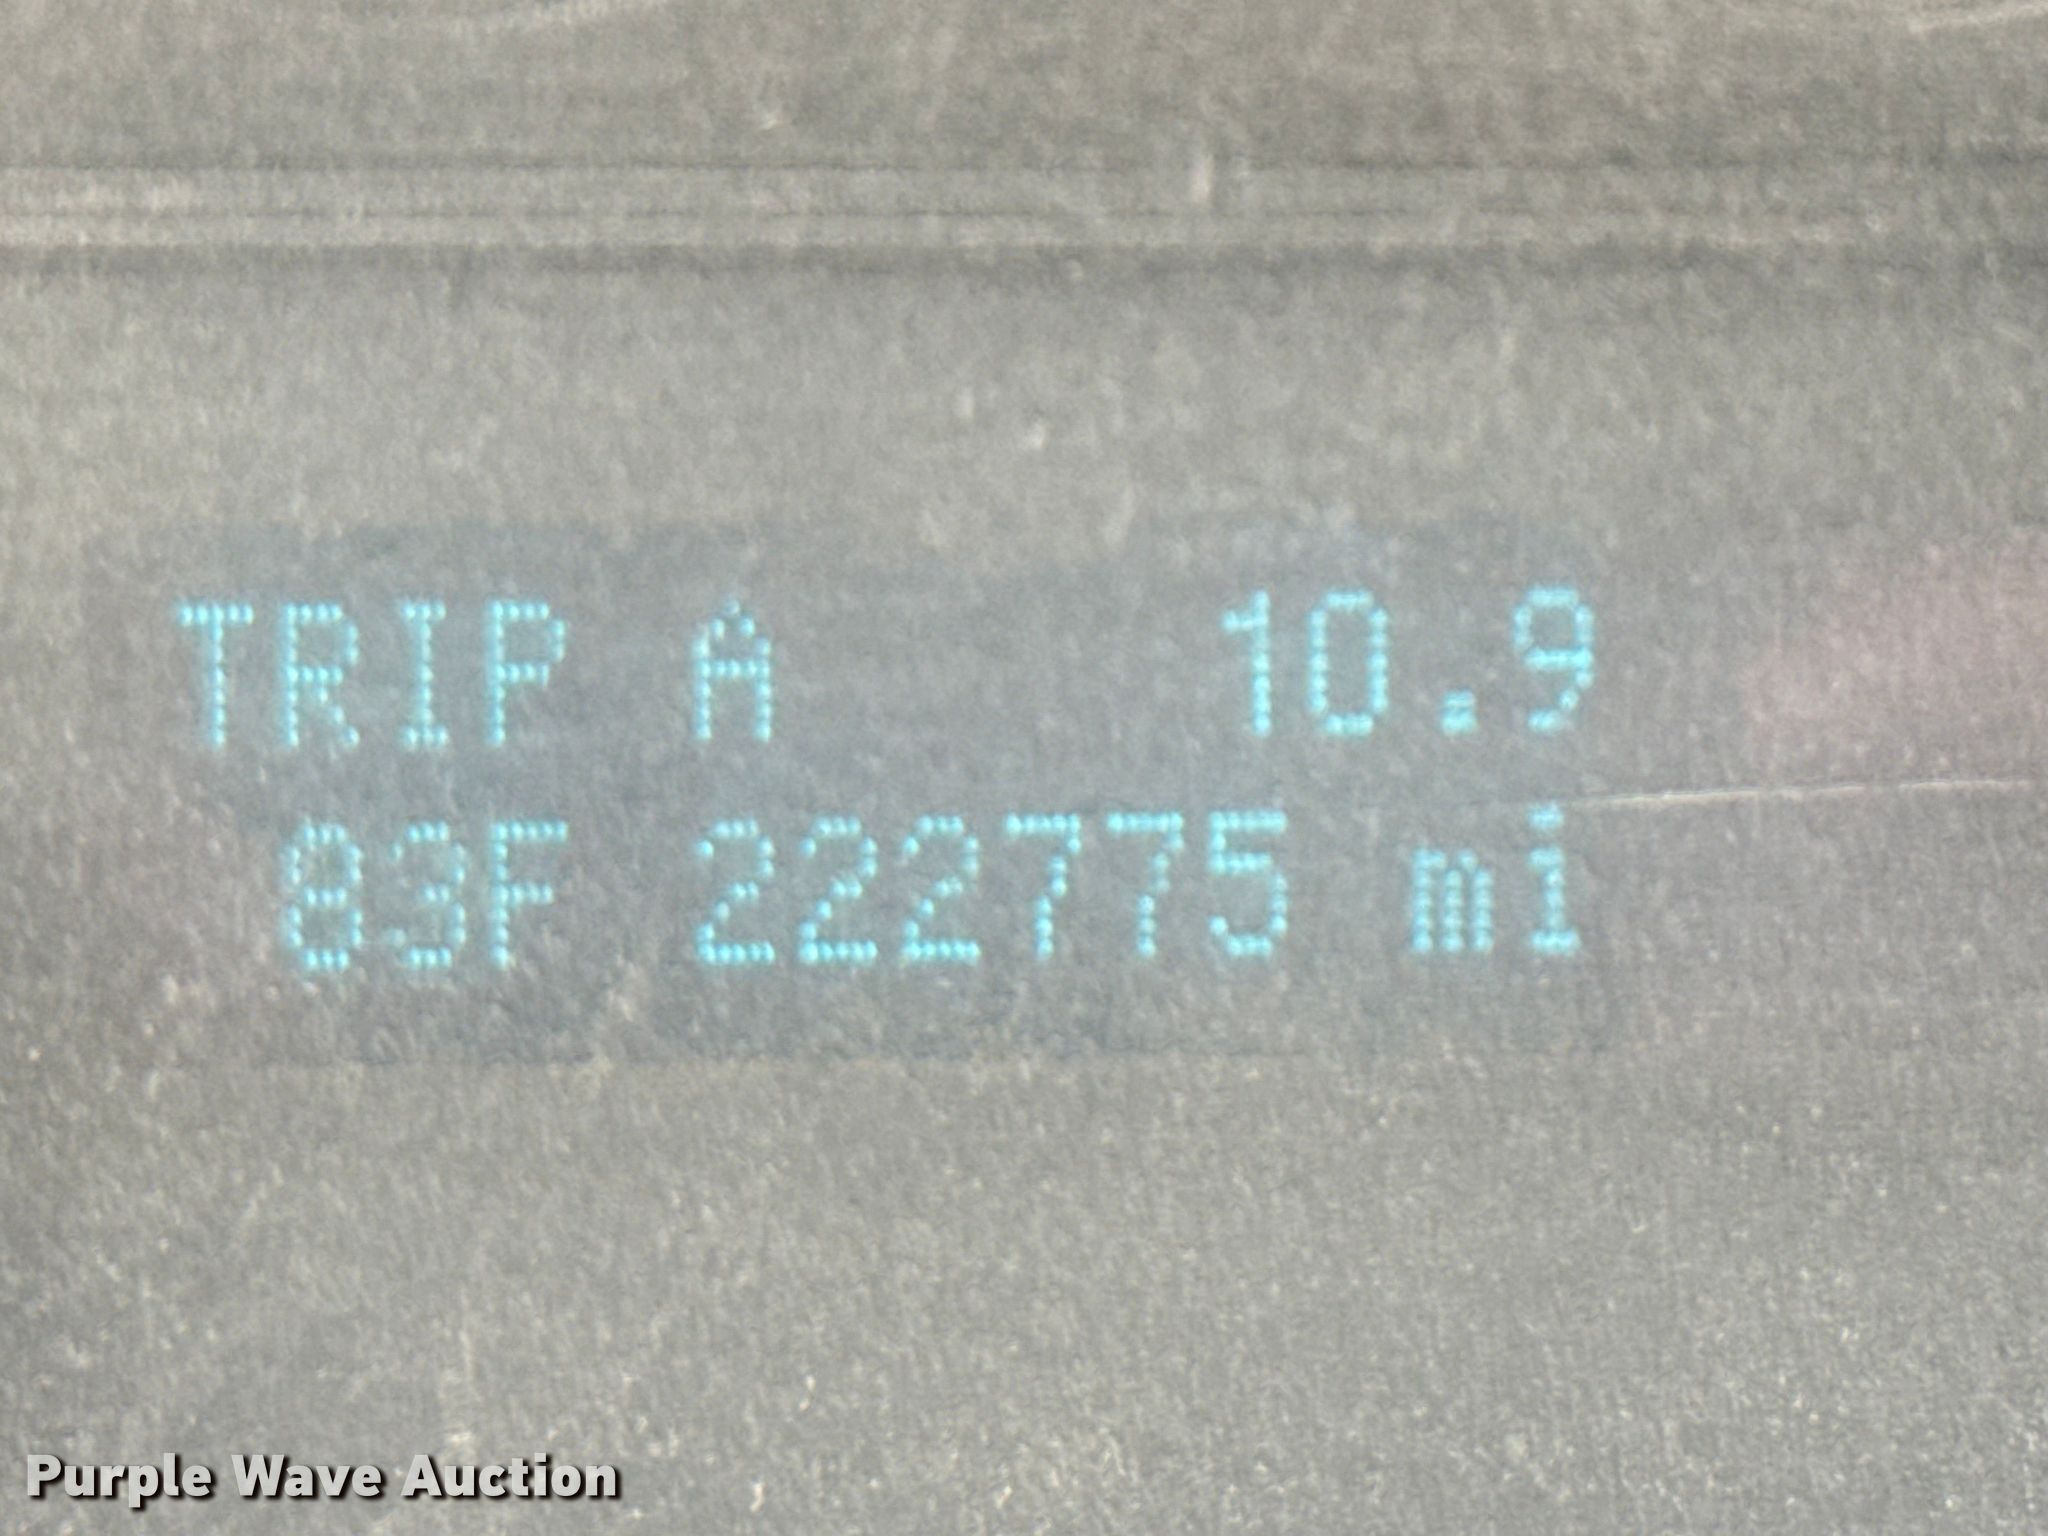 TRIP A 10.9
83F 222775 mi
Purple Wave Auction